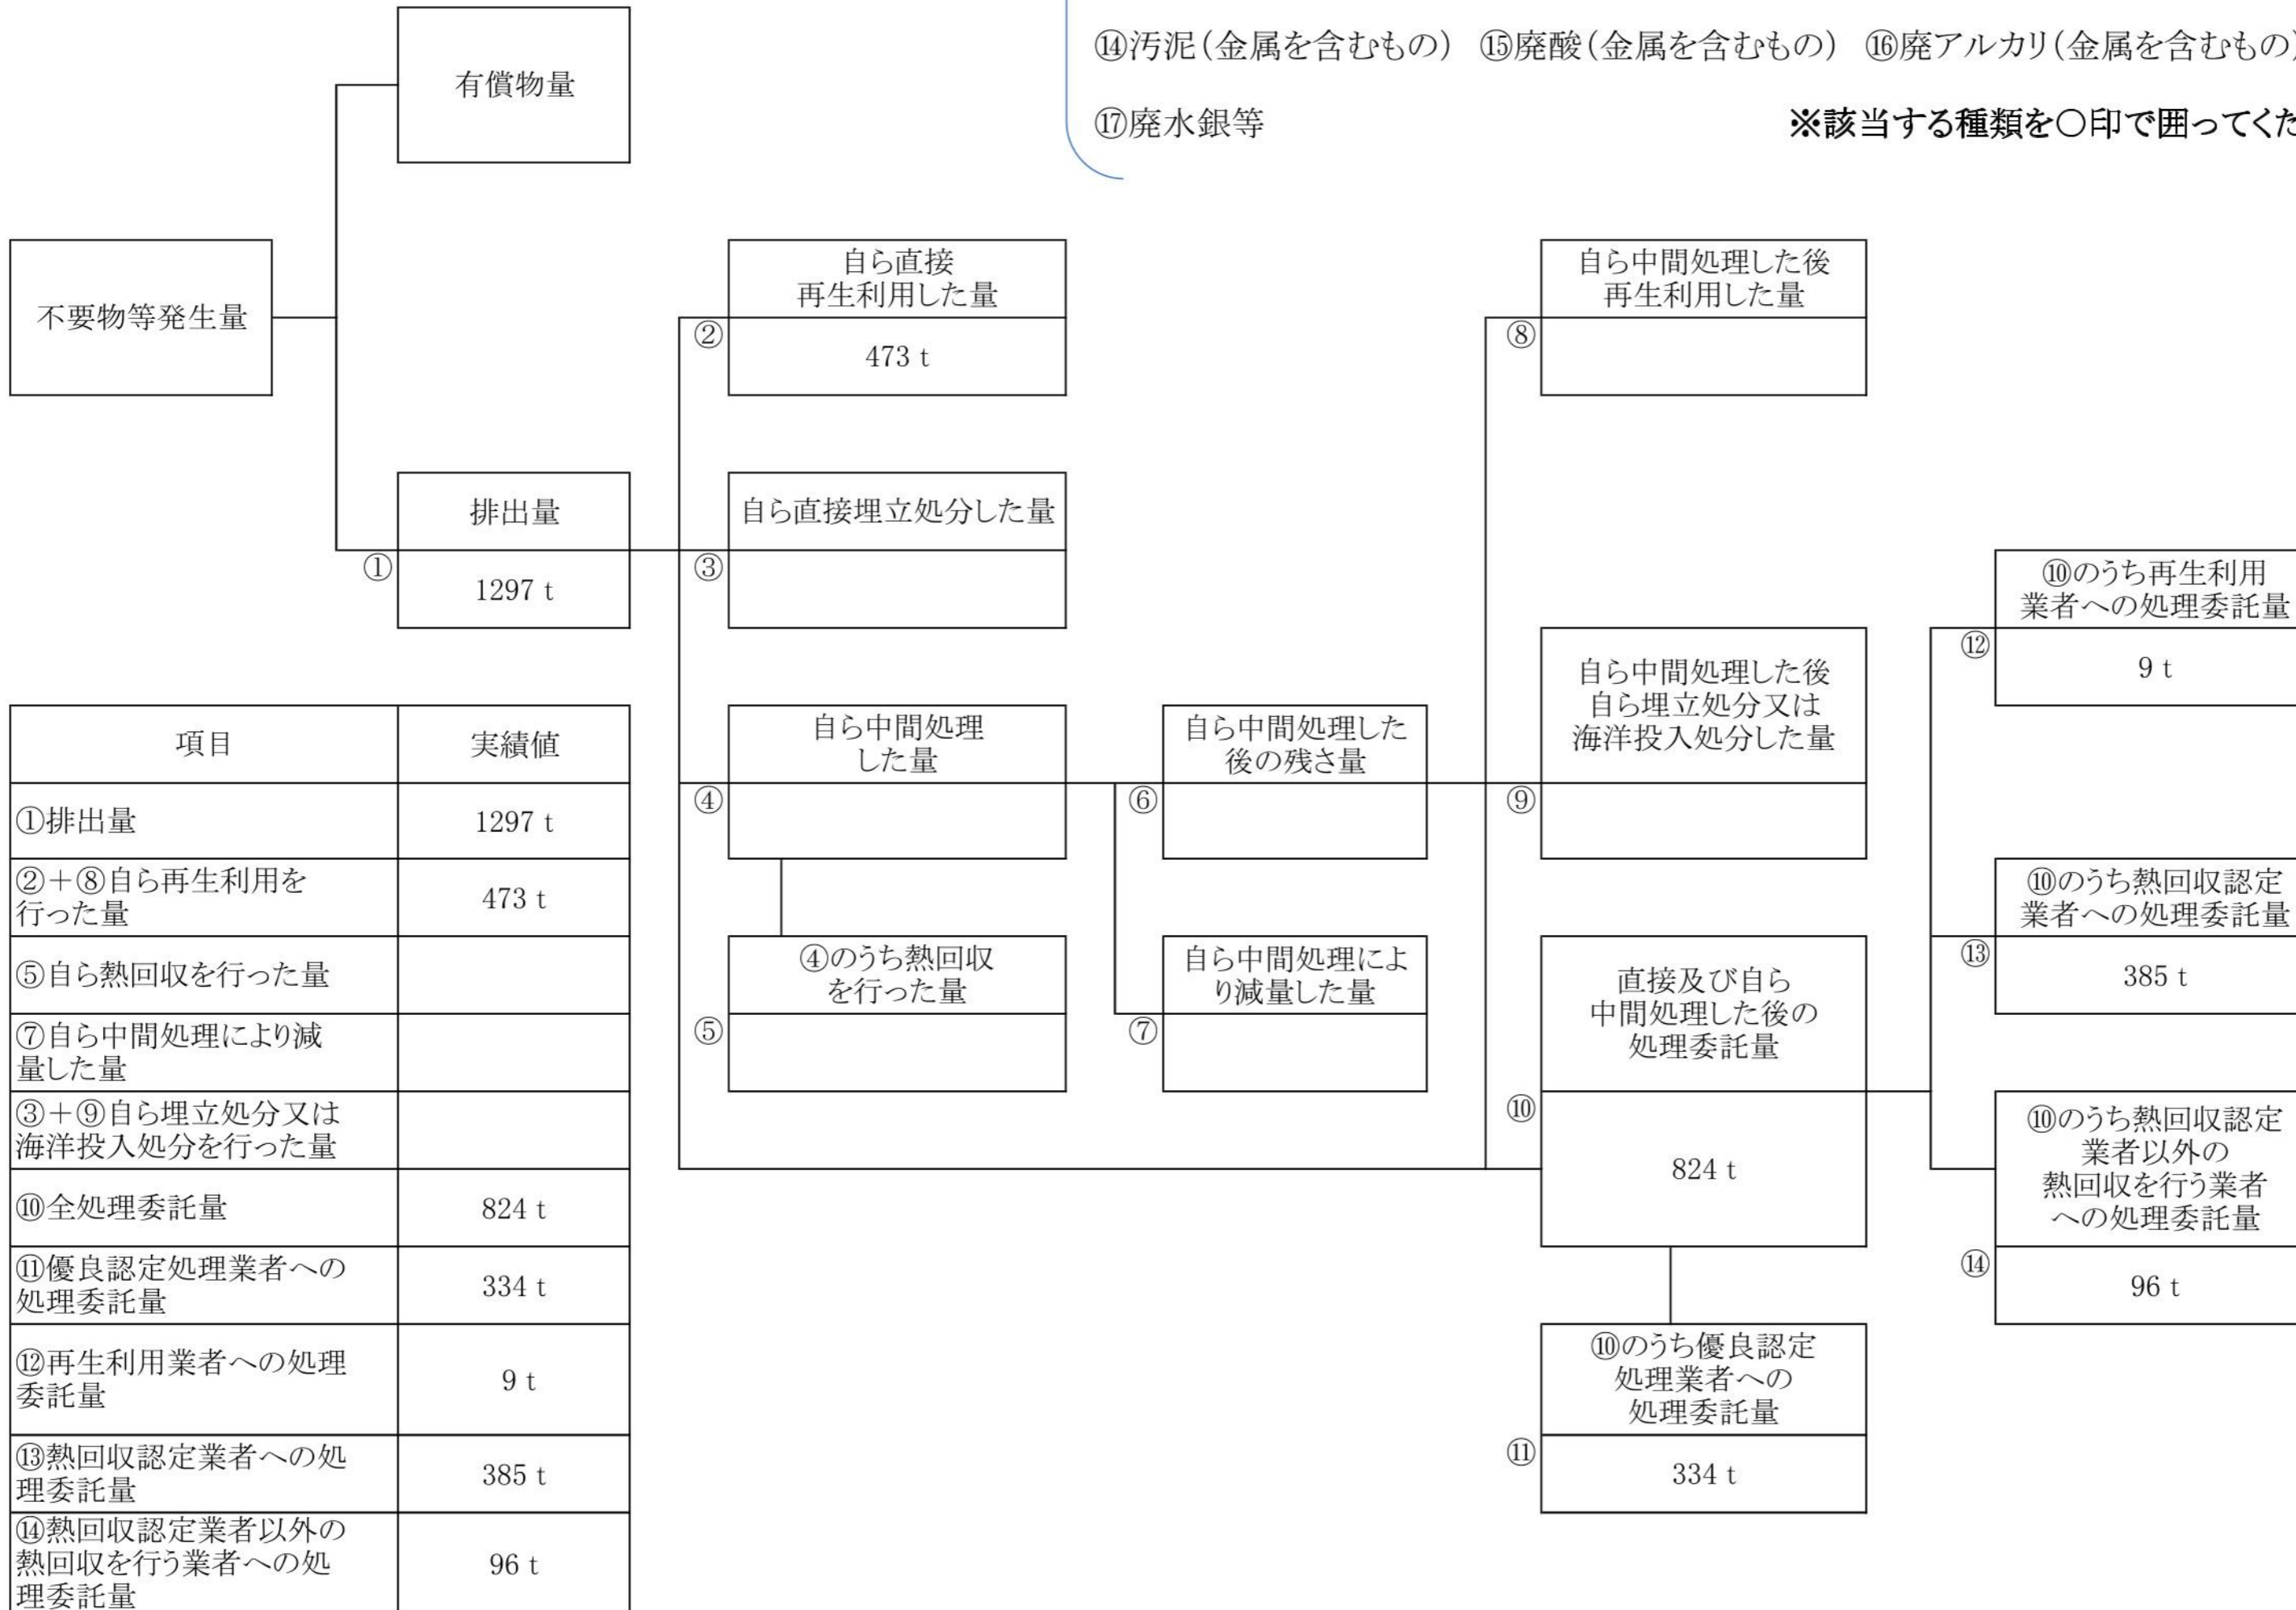 ⑭汚泥（金属を含むもの） ⑮廃酸（金属を含むもの） ⑯廃アルカリ（金属を含むもの）
⑰廃水銀等
※該当する種類を○印で囲ってくだ
有償物量
不要物等発生量
排出量
①
1297 t
自ら直接
再生利用した量
②
473 t
自ら直接埋立処分した量
③
自ら中間処理
した量
④
④のうち熱回収
を行った量
⑤
自ら中間処理した
後の残さ量
⑥
自ら中間処理によ
り減量した量
⑦
自ら中間処理した後
再生利用した量
⑧
自ら中間処理した後
自ら埋立処分又は
海洋投入処分した量
⑨
直接及び自ら
中間処理した後の
処理委託量
⑩
824 t
⑩のうち優良認定
処理業者への
処理委託量
⑪
334 t
⑩のうち再生利用
業者への処理委託量
⑫
9 t
⑩のうち熱回収認定
業者への処理委託量
⑬
385 t
⑩のうち熱回収認定
業者以外の
熱回収を行う業者
への処理委託量
⑭
96 t
項目 実績値
①排出量 1297 t
②＋⑧自ら再生利用を
行った量
473 t
⑤自ら熱回収を行った量
⑦自ら中間処理により減
量した量
③＋⑨自ら埋立処分又は
海洋投入処分を行った量
⑩全処理委託量 824 t
⑪優良認定処理業者への
処理委託量
334 t
⑫再生利用業者への処理
委託量
9 t
⑬熱回収認定業者への処
理委託量
385 t
⑭熱回収認定業者以外の
熱回収を行う業者への処
理委託量
96 t